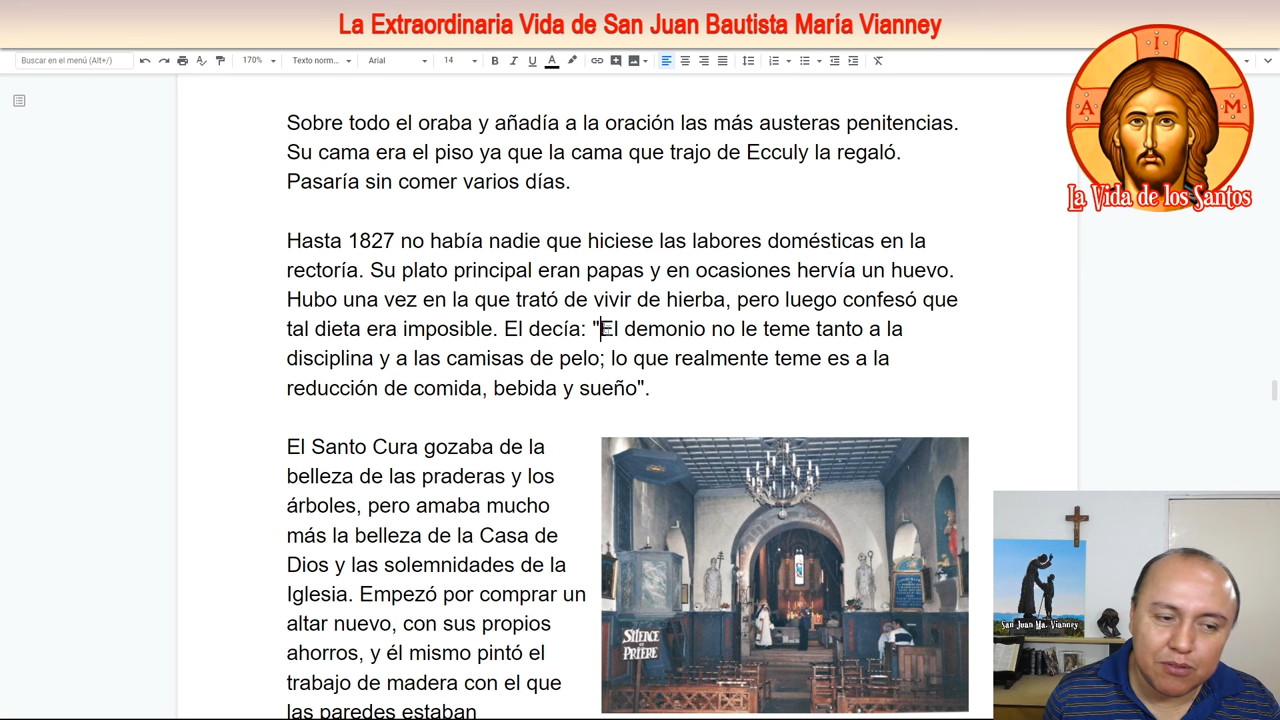 La Extraordinaria Vida de San Juan Bautista María Vianney
Buscar en el menú (Alt+/)
170%
Texto norm...
Arial
14
B I U A
I
A M
La Vida de los Santos
Sobre todo el oraba y añadía a la oración las más austeras penitencias.
Su cama era el piso ya que la cama que trajo de Ecculy la regaló.
Pasaría sin comer varios días.
Hasta 1827 no había nadie que hiciese las labores domésticas en la
rectoría. Su plato principal eran papas y en ocasiones hervía un huevo.
Hubo una vez en la que trató de vivir de hierba, pero luego confesó que
tal dieta era imposible. El decía: "El demonio no le teme tanto a la
disciplina y a las camisas de pelo; lo que realmente teme es a la
reducción de comida, bebida y sueño".
El Santo Cura gozaba de la
belleza de las praderas y los
árboles, pero amaba mucho
más la belleza de la Casa de
Dios y las solemnidades de la
Iglesia. Empezó por comprar un
altar nuevo, con sus propios
ahorros, y él mismo pintó el
trabajo de madera con el que
las paredes estaban
SILENCE
PRIÈRE
San Juan Ma. Vianney